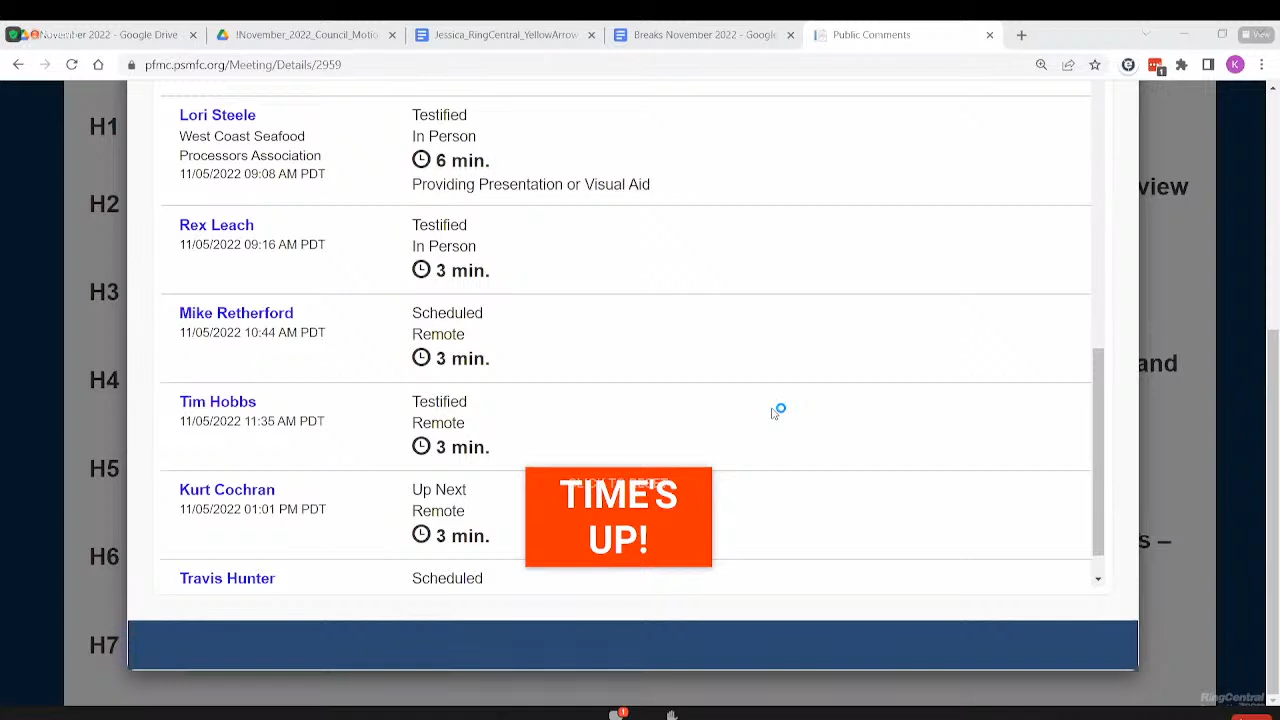 November 2022 - Google Drive
!November_2022_Council_Motio
Jessica_RingCentral_YellowArrow
Breaks November 2022 - Google
Public Comments
View
pfmc.psmfc.org/Meeting/Details/2959
1
K
H1
H2
H3
H4
H5
H6
H7
view
and
s –
Lori Steele
West Coast Seafood
Processors Association
11/05/2022 09:08 AM PDT
Testified
In Person
6 min.
Providing Presentation or Visual Aid
Rex Leach
11/05/2022 09:16 AM PDT
Testified
In Person
3 min.
Mike Retherford
11/05/2022 10:44 AM PDT
Scheduled
Remote
3 min.
Tim Hobbs
11/05/2022 11:35 AM PDT
Testified
Remote
3 min.
Kurt Cochran
11/05/2022 01:01 PM PDT
Up Next
Remote
3 min.
TIME'S
UP!
Travis Hunter
Scheduled
RingCentral
1